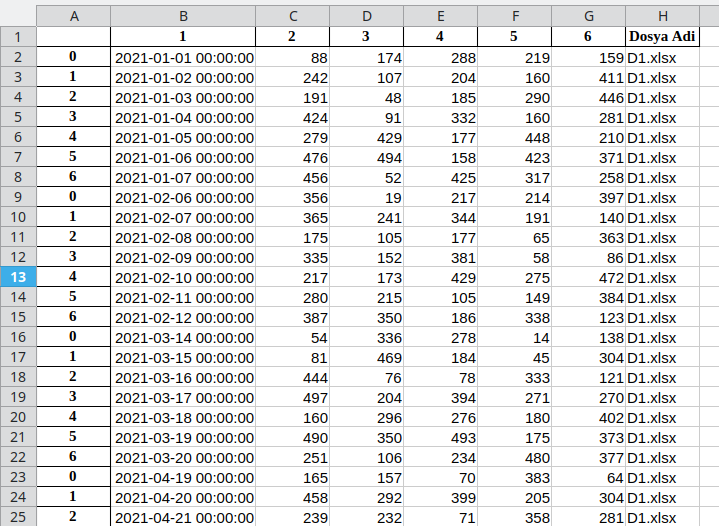 A B C D E F G H
1 1 2 3 4 5 6 Dosya Adi
2 0 2021-01-01 00:00:00 88 174 288 219 159 D1.xlsx
3 1 2021-01-02 00:00:00 242 107 204 160 411 D1.xlsx
4 2 2021-01-03 00:00:00 191 48 185 290 446 D1.xlsx
5 3 2021-01-04 00:00:00 424 91 332 160 281 D1.xlsx
6 4 2021-01-05 00:00:00 279 429 177 448 210 D1.xlsx
7 5 2021-01-06 00:00:00 476 494 158 423 371 D1.xlsx
8 6 2021-01-07 00:00:00 456 52 425 317 258 D1.xlsx
9 0 2021-02-06 00:00:00 356 19 217 214 397 D1.xlsx
10 1 2021-02-07 00:00:00 365 241 344 191 140 D1.xlsx
11 2 2021-02-08 00:00:00 175 105 177 65 363 D1.xlsx
12 3 2021-02-09 00:00:00 335 152 381 58 86 D1.xlsx
13 4 2021-02-10 00:00:00 217 173 429 275 472 D1.xlsx
14 5 2021-02-11 00:00:00 280 215 105 149 384 D1.xlsx
15 6 2021-02-12 00:00:00 387 350 186 338 123 D1.xlsx
16 0 2021-03-14 00:00:00 54 336 278 14 138 D1.xlsx
17 1 2021-03-15 00:00:00 81 469 184 45 304 D1.xlsx
18 2 2021-03-16 00:00:00 444 76 78 333 121 D1.xlsx
19 3 2021-03-17 00:00:00 497 204 394 271 270 D1.xlsx
20 4 2021-03-18 00:00:00 160 296 276 180 402 D1.xlsx
21 5 2021-03-19 00:00:00 490 350 493 175 373 D1.xlsx
22 6 2021-03-20 00:00:00 251 106 234 480 377 D1.xlsx
23 0 2021-04-19 00:00:00 165 157 70 383 64 D1.xlsx
24 1 2021-04-20 00:00:00 458 292 399 205 304 D1.xlsx
25 2 2021-04-21 00:00:00 239 232 71 358 281 D1.xlsx